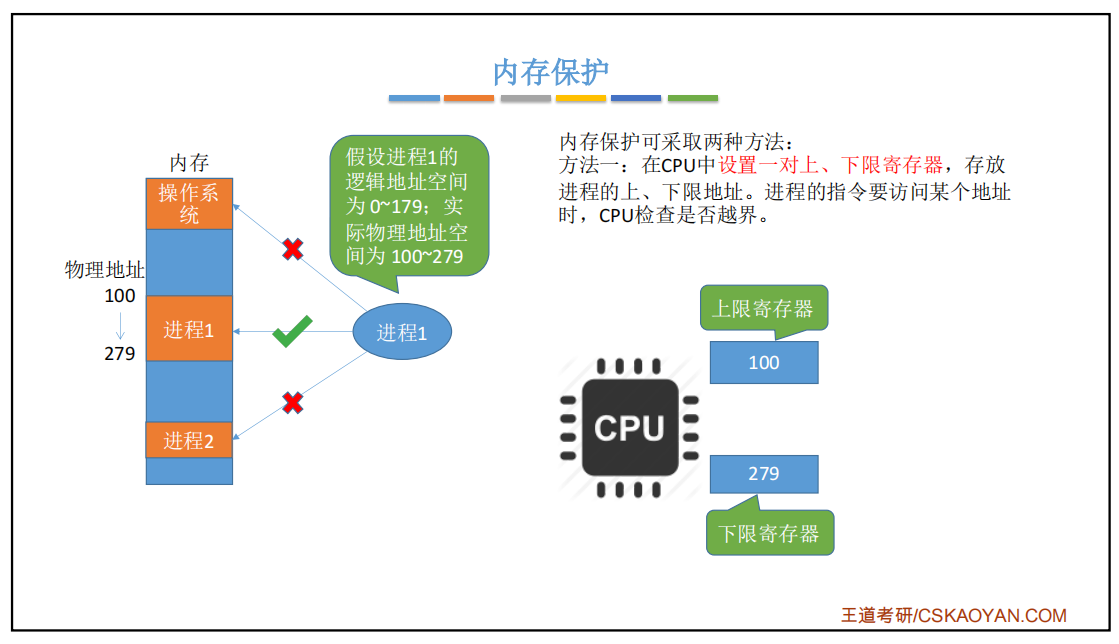 内存保护
内存
操作系
统
物理地址
100
279
进程1
进程2
假设进程1的
逻辑地址空间
为 0~179；实
际物理地址空
间为 100~279
进程1
内存保护可采取两种方法：
方法一：在CPU中设置一对上、下限寄存器，存放
进程的上、下限地址。进程的指令要访问某个地址
时，CPU检查是否越界。
上限寄存器
100
CPU
279
下限寄存器
王道考研/CSKAOYAN.COM